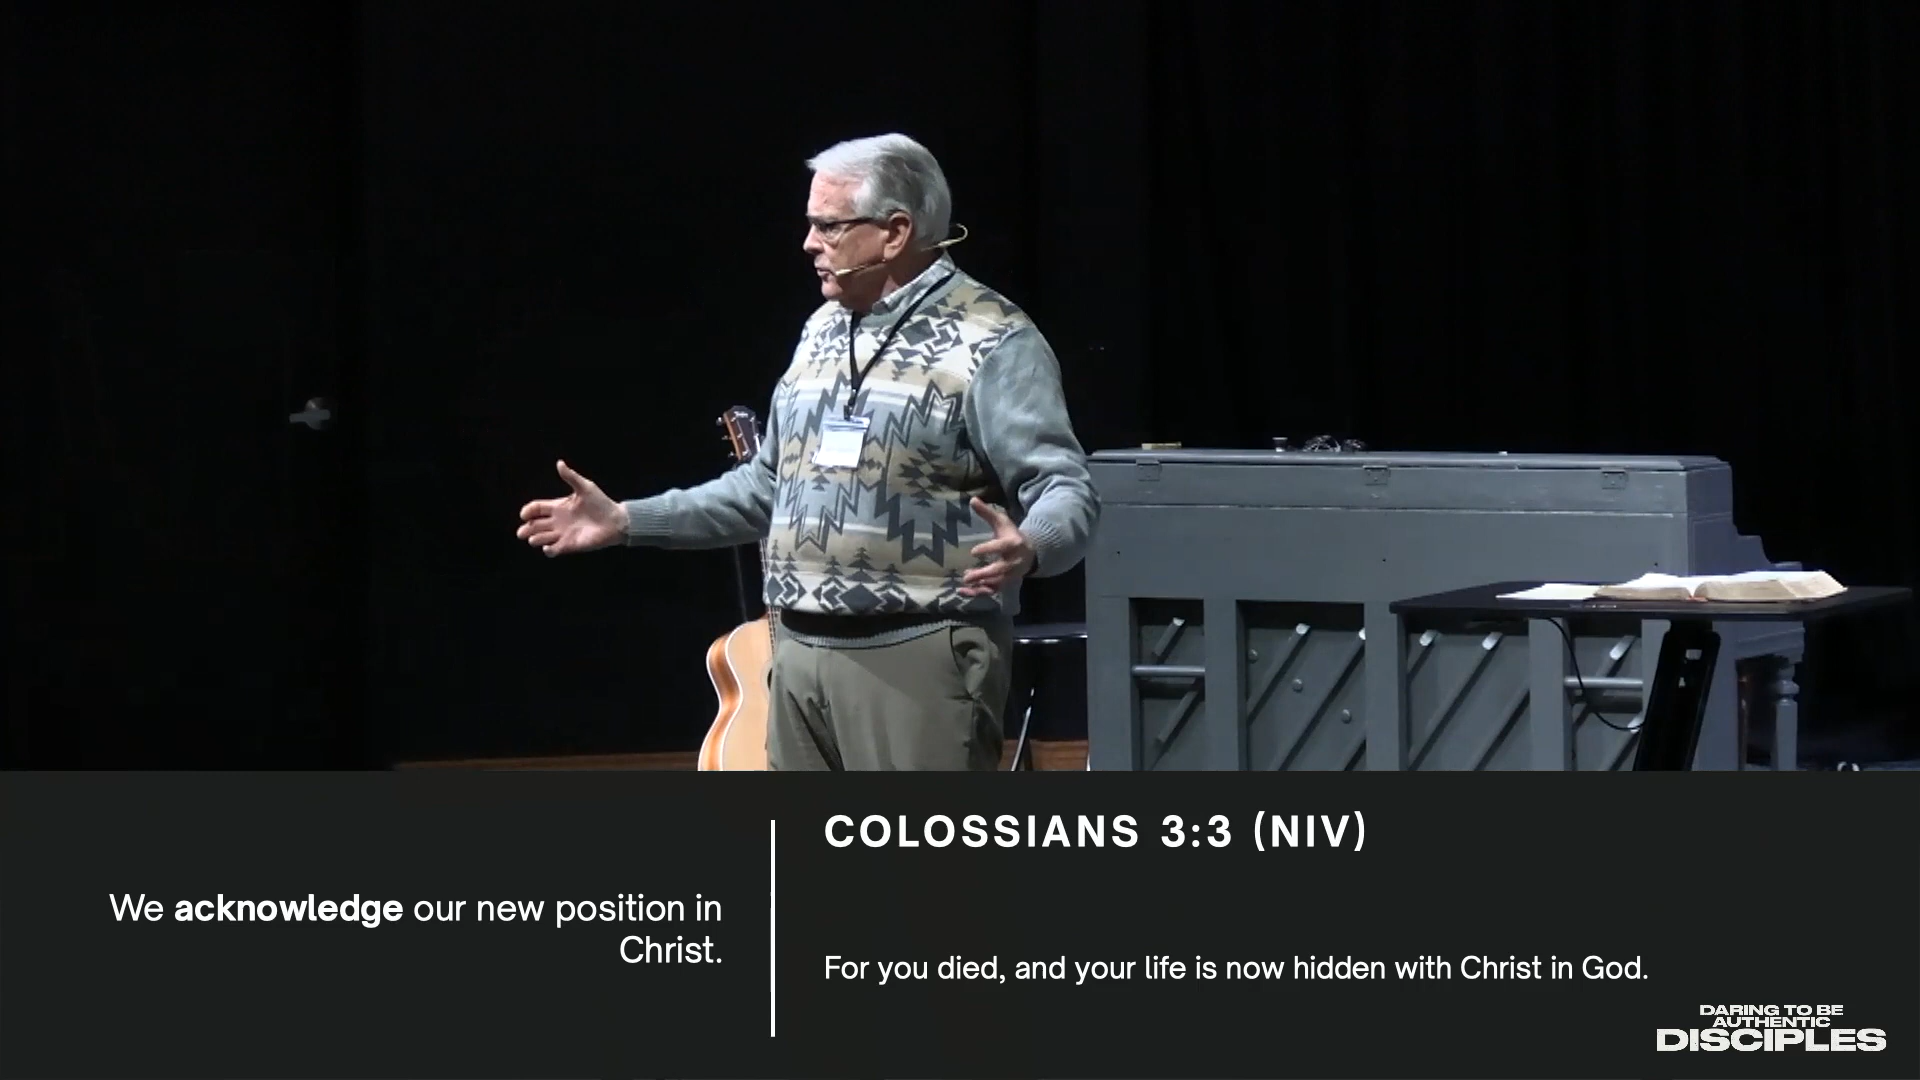 We acknowledge our new position in
Christ.
COLOSSIANS 3:3 (NIV)
For you died, and your life is now hidden with Christ in God.
DARING TO BE
AUTHENTIC
DISCIPLES